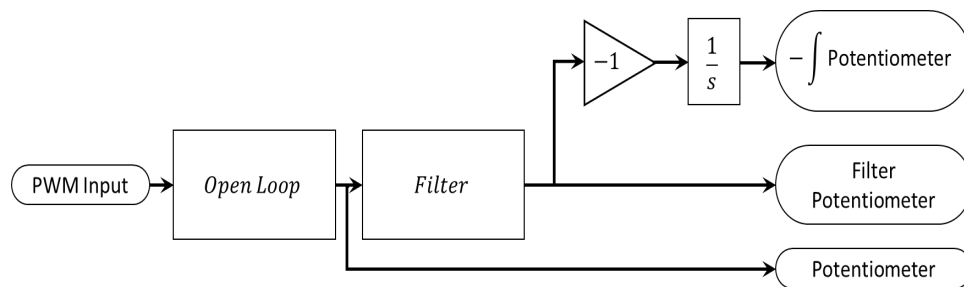 −1
1
s
−∫ Potentiometer
PWM Input
Open Loop
Filter
Filter
Potentiometer
Potentiometer